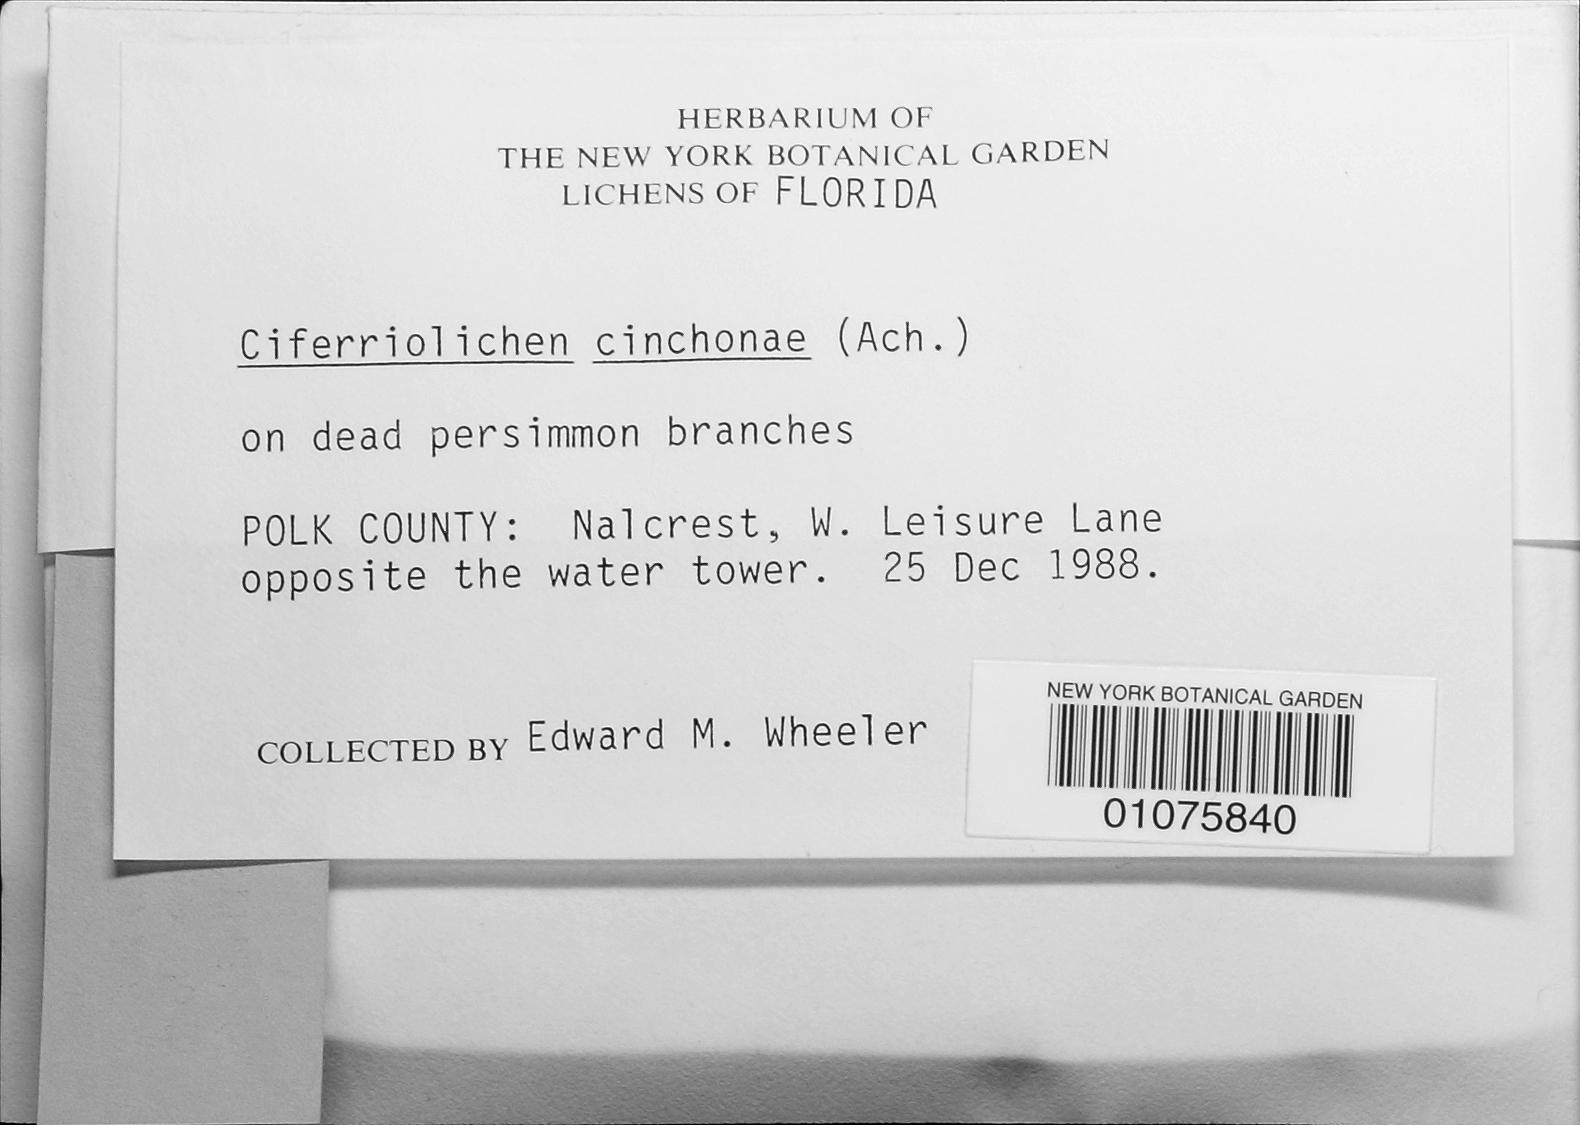 HERBARIUM OF
THE NEW YORK BOTANICAL GARDEN
LICHENS OF FLORIDA
Ciferriolichen cinchonae (Ach.)
on dead persimmon branches
POLK COUNTY: Nalcrest, W. Leisure Lane
opposite the water tower. 25 Dec 1988.
COLLECTED BY Edward M. Wheeler
NEW YORK BOTANICAL GARDEN
01075840